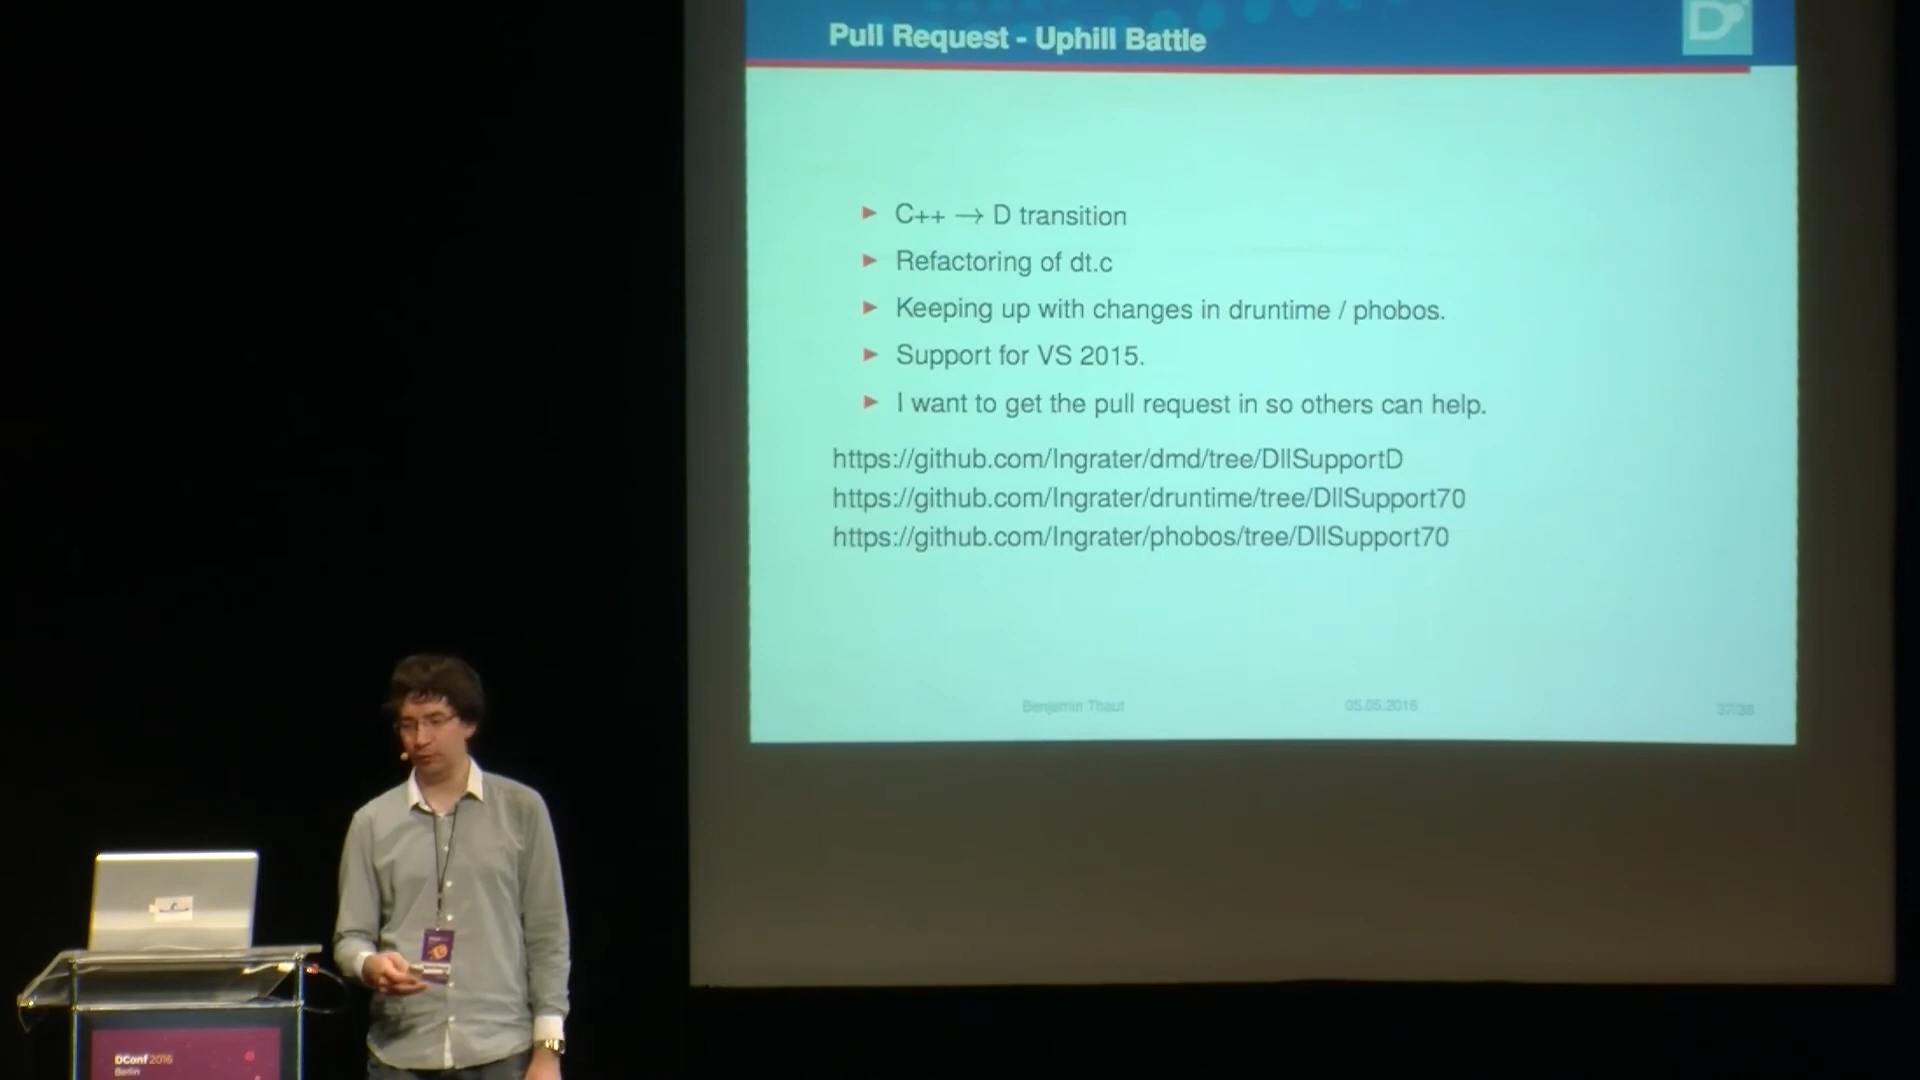 Pull Request - Uphill Battle
► C++ → D transition
► Refactoring of dt.c
► Keeping up with changes in druntime / phobos.
► Support for VS 2015.
► I want to get the pull request in so others can help.
https://github.com/Ingrater/dmd/tree/DllSupportD
https://github.com/Ingrater/druntime/tree/DllSupport70
https://github.com/Ingrater/phobos/tree/DllSupport70
Benjamin Thaut 05.05.2016 37/38
DConf 2016
Berlin